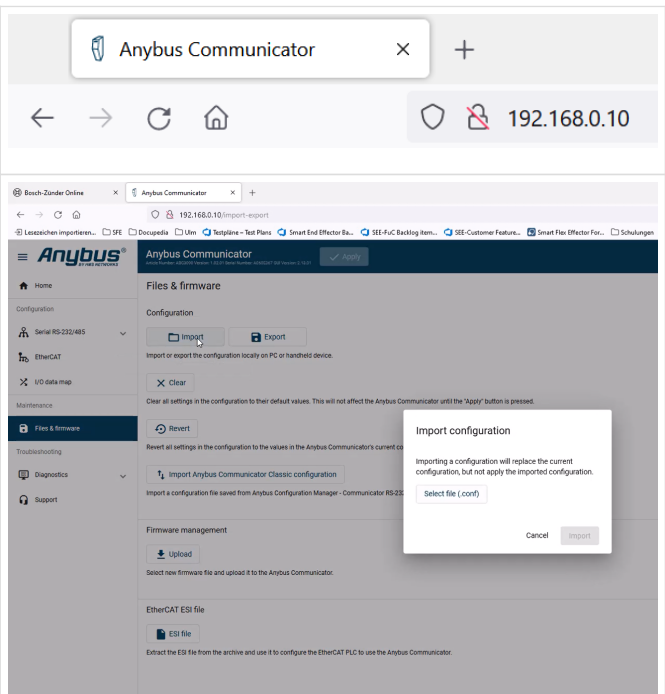 Anybus Communicator
192.168.0.10
Bosch-Zünder Online
Anybus Communicator
192.168.0.10/import-export
Lesezeichen importieren... SFE Docupedia Ulm Testpläne – Test Plans Smart End Effector Ba... SEE-FuC Backlog item... SEE-Customer Feature... Smart Flex Effector For... Schulungen
Anybus®
BY HMS NETWORKS
Anybus Communicator
Apply
Home
Configuration
Serial RS-232/485
EtherCAT
I/O data map
Maintenance
Files & firmware
Troubleshooting
Diagnostics
Support
Files & firmware
Configuration
Import Export
Import or export the configuration locally on PC or handheld device.
Clear
Clear all settings in the configuration to their default values. This will not affect the Anybus Communicator until the "Apply" button is pressed.
Revert
Revert all settings in the configuration to the values in the Anybus Communicator's current co
Import Anybus Communicator Classic configuration
Import a configuration file saved from Anybus Configuration Manager - Communicator RS-232
Firmware management
Upload
Select new firmware file and upload it to the Anybus Communicator.
EtherCAT ESI file
ESI file
Extract the ESI file from the archive and use it to configure the EtherCAT PLC to use the Anybus Communicator.
Import configuration
Importing a configuration will replace the current
configuration, but not apply the imported configuration.
Select file (.conf)
Cancel Import